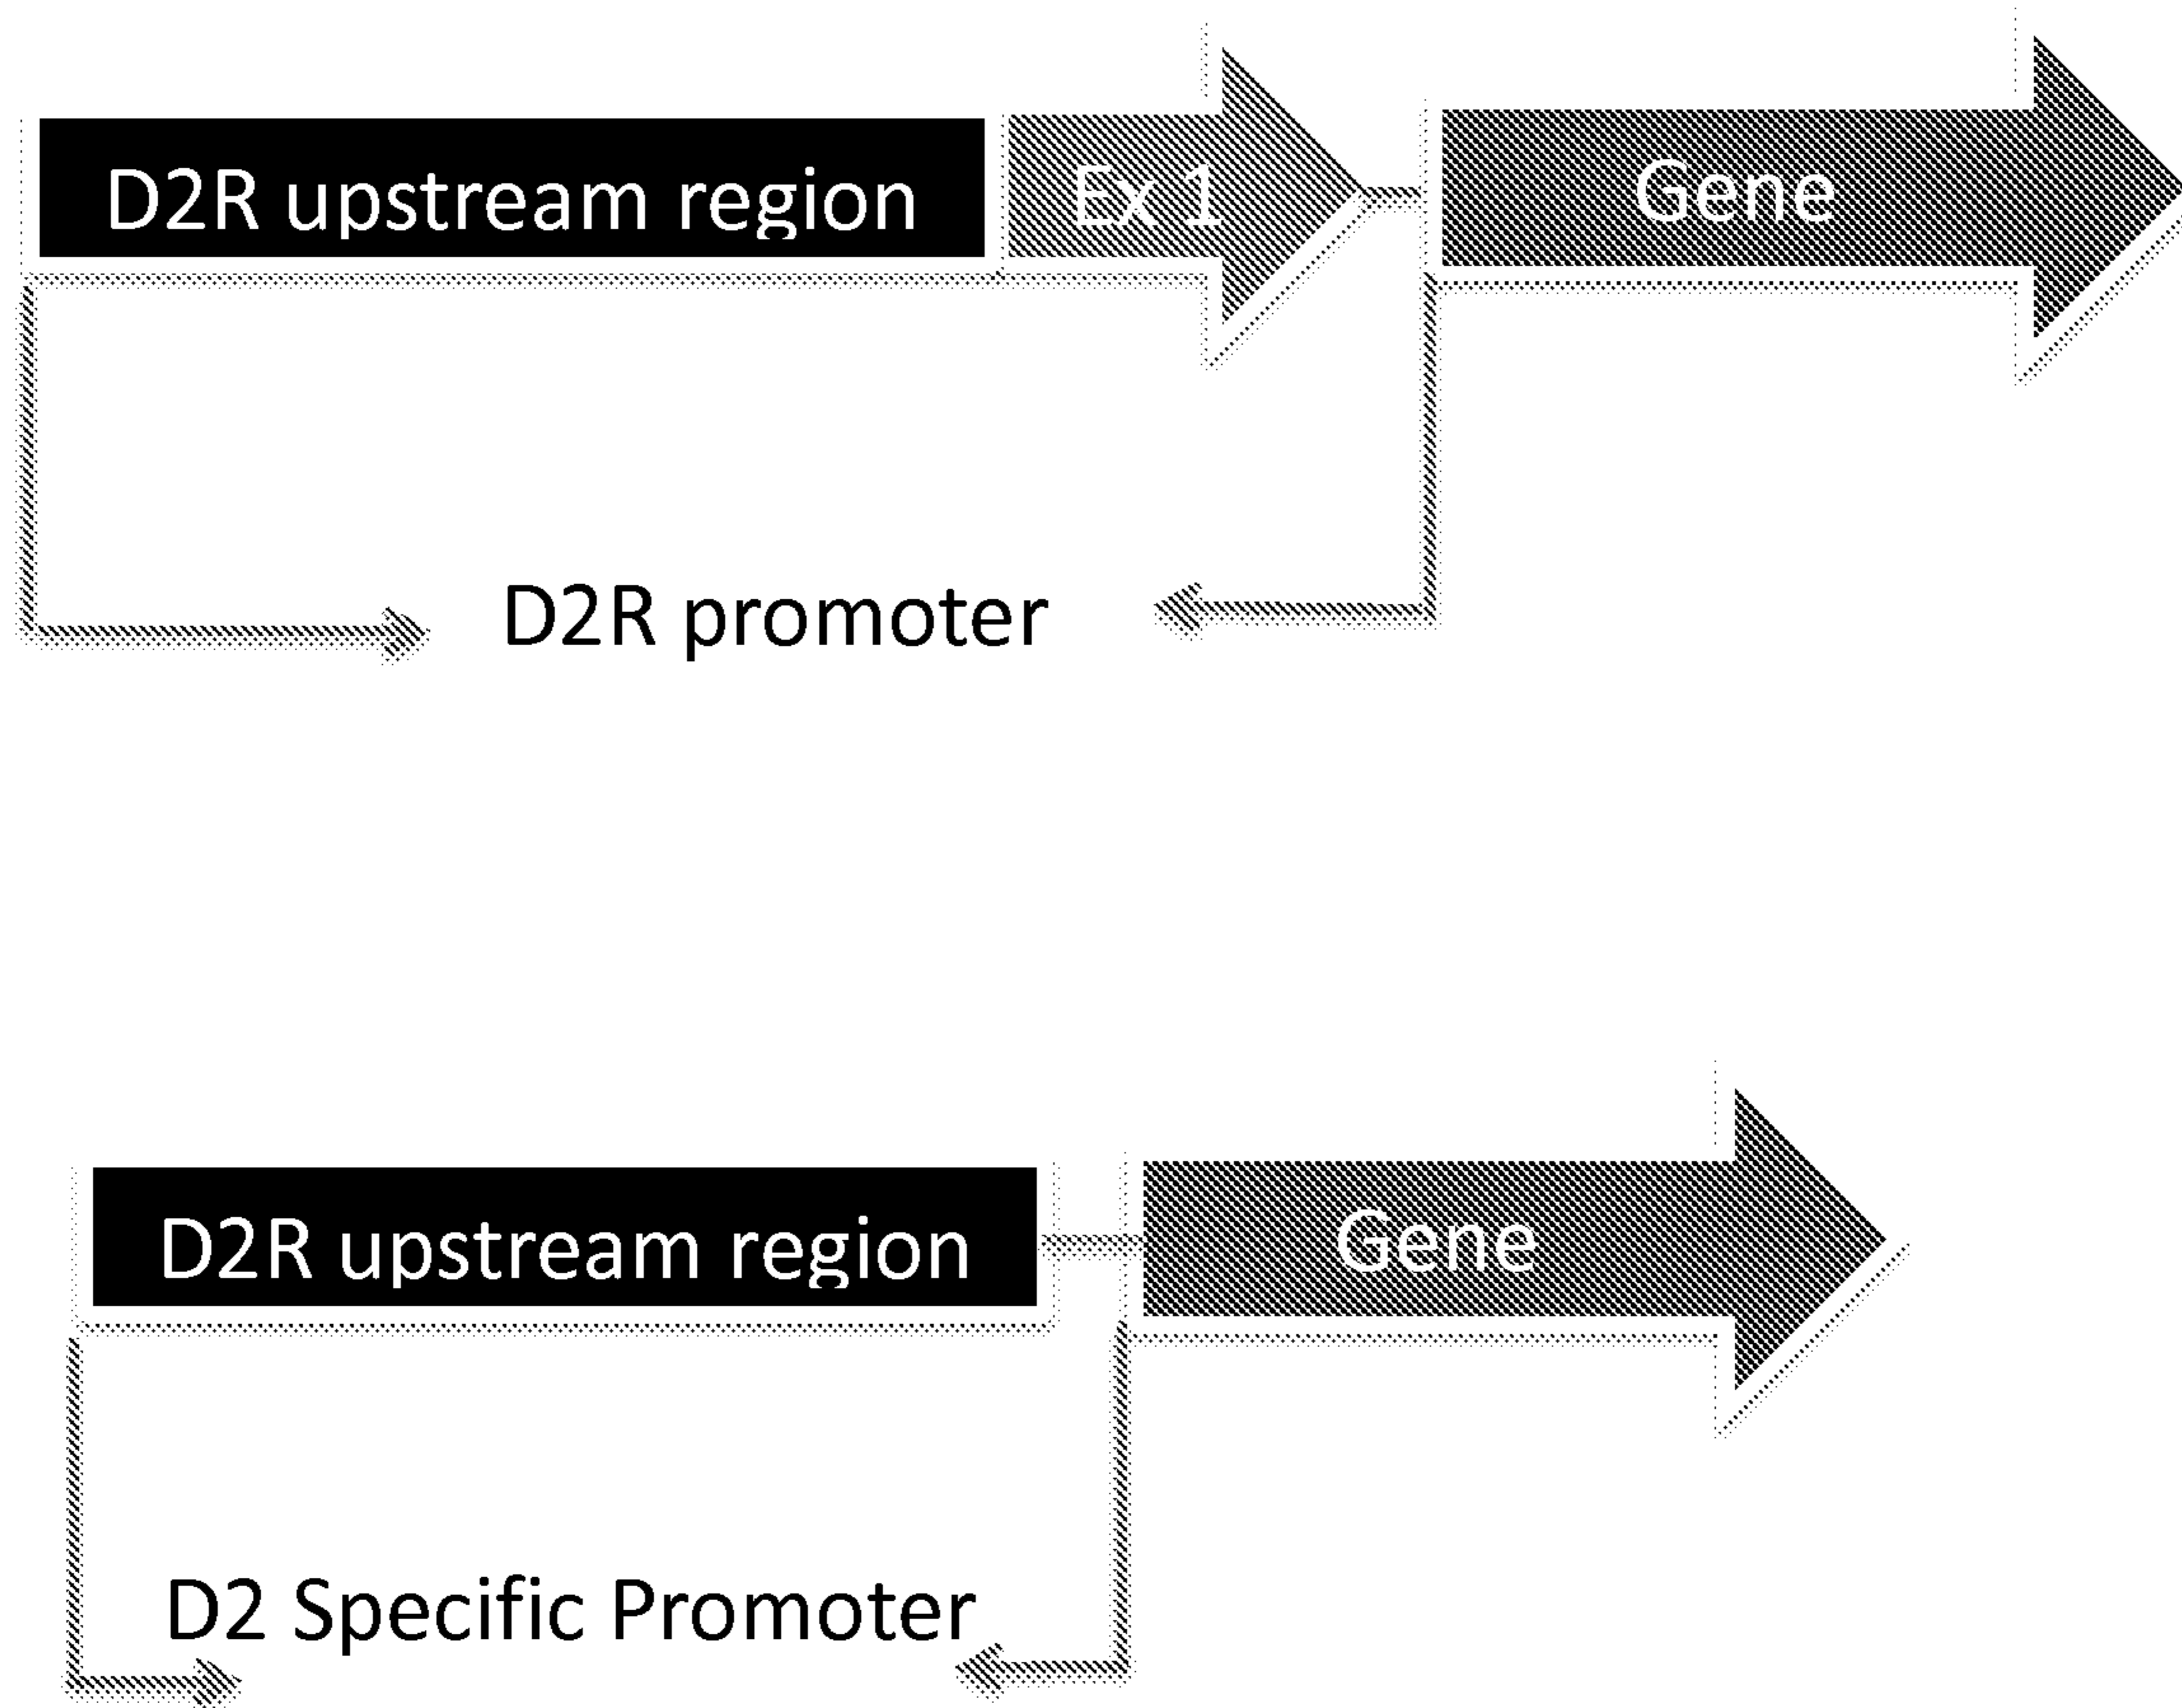 D2R upstream region
Ex 1
Gene
D2R promoter
D2R upstream region
Gene
D2 Specific Promoter